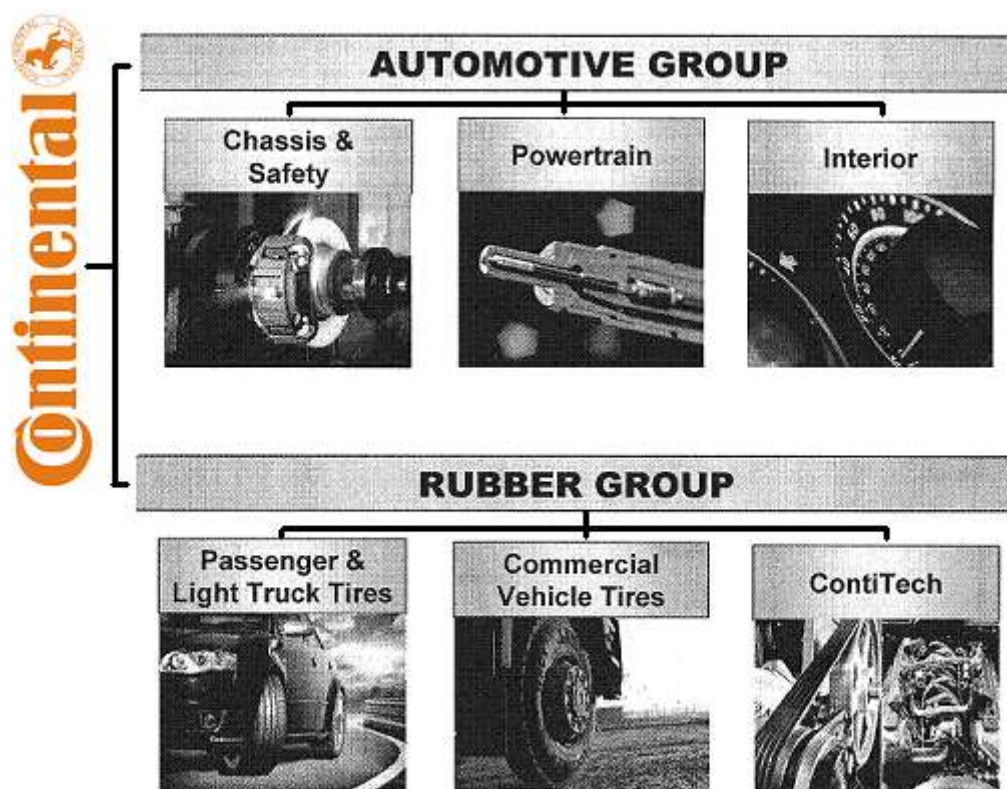 Continental
AUTOMOTIVE GROUP
Chassis &
Safety
Powertrain
Interior
RUBBER GROUP
Passenger &
Light Truck Tires
Commercial
Vehicle Tires
ContiTech